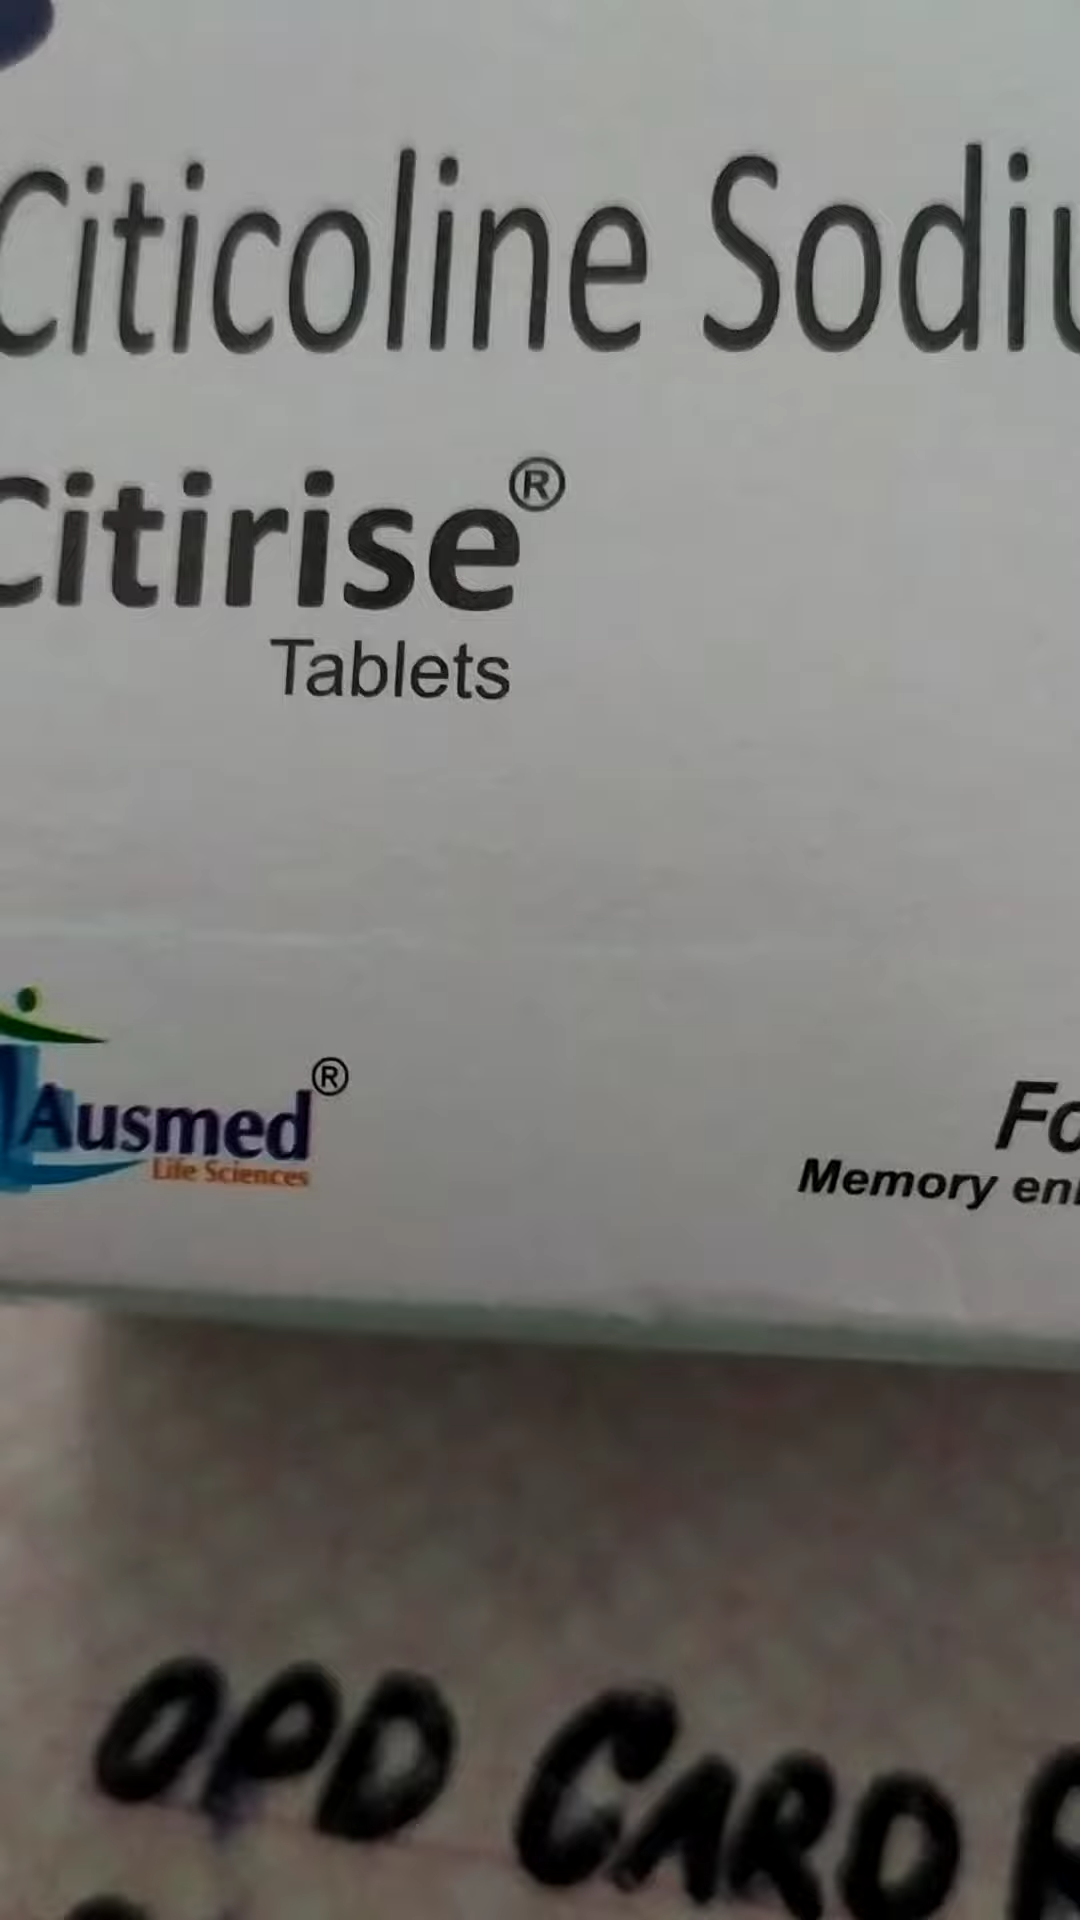 Citicoline Sodiu
Citirise®
Tablets
Ausmed®
Life Sciences
Fo
Memory en
OPD CARD